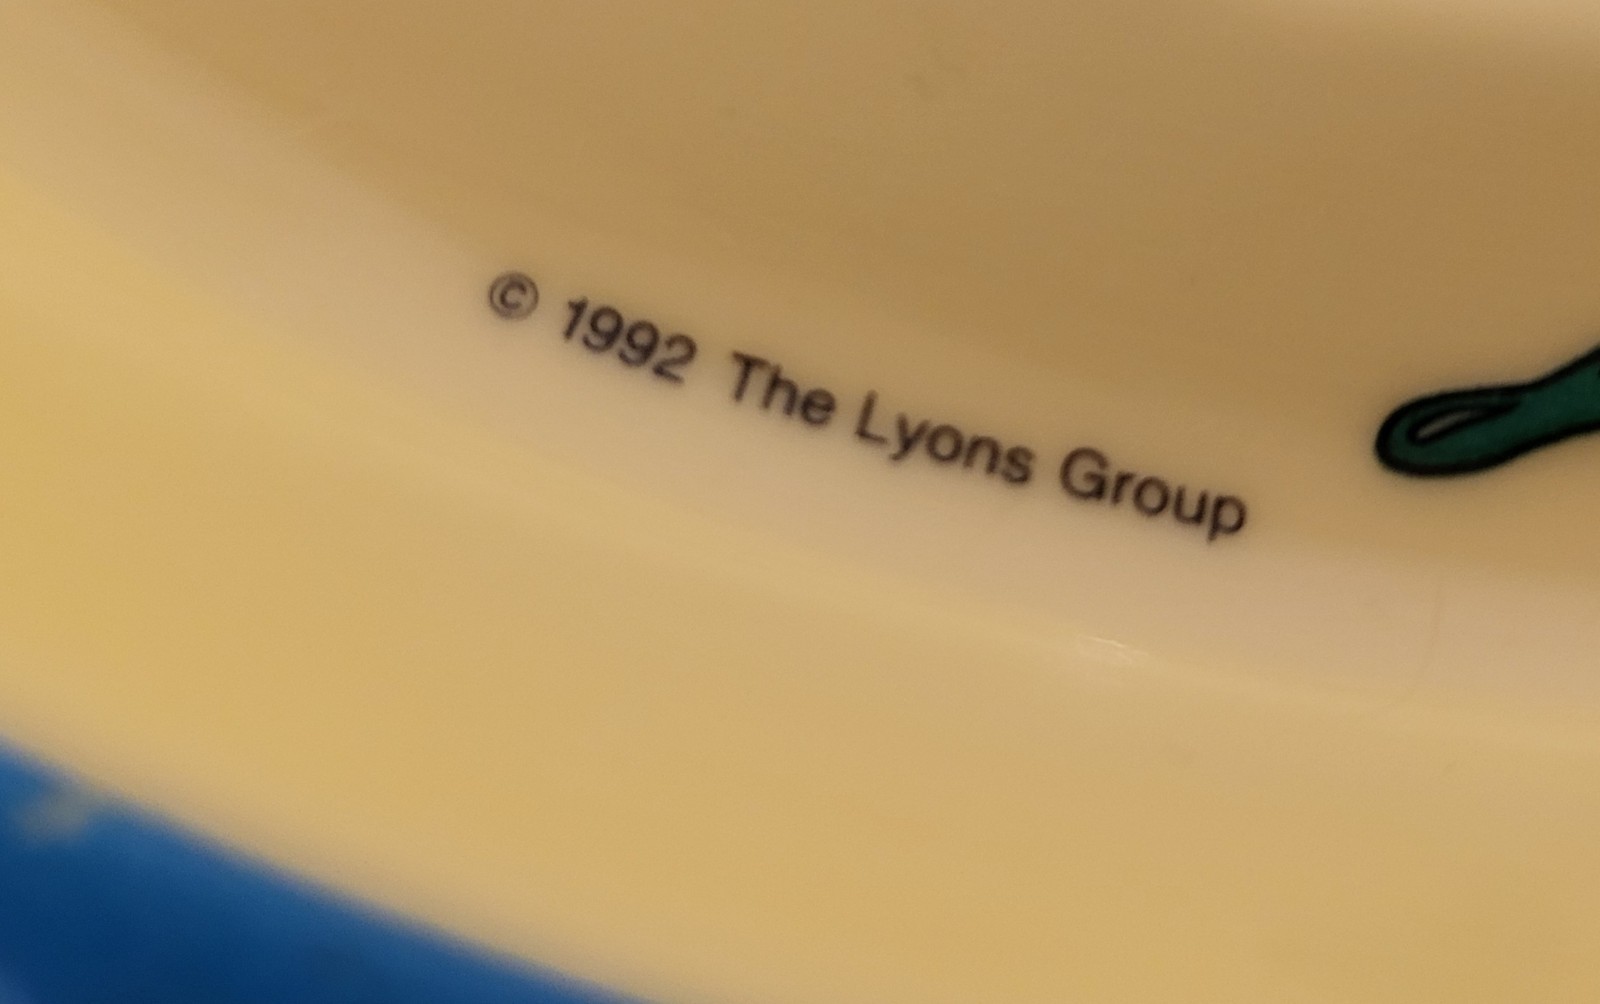 © 1992 The Lyons Group